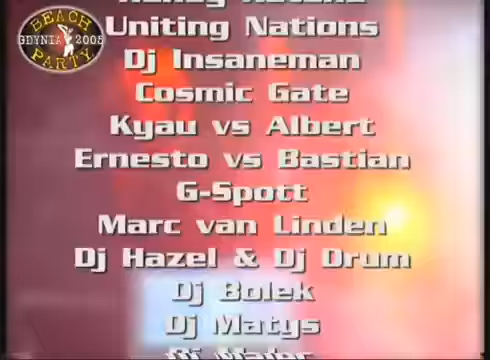 BEACH
GDYNIA 2005
PARTY
Uniting Nations
Dj Insaneman
Cosmic Gate
Kyau vs Albert
Ernesto vs Bastian
G-Spott
Marc van Linden
Dj Hazel & Dj Drum
Dj Bolek
Dj Matys